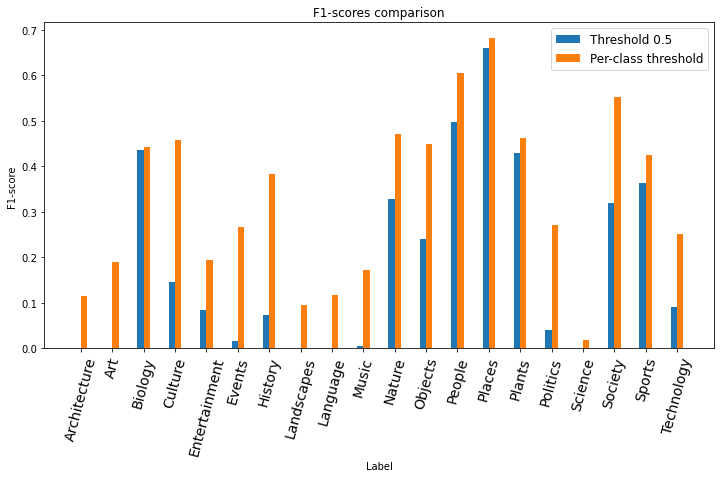 F1-scores comparison
Threshold 0.5
Per-class threshold
F1-score
0.7
0.6
0.5
0.4
0.3
0.2
0.1
0.0
Architecture
Art
Biology
Culture
Entertainment
Events
History
Landscapes
Language
Music
Nature
Objects
People
Places
Plants
Politics
Science
Society
Sports
Technology
Label